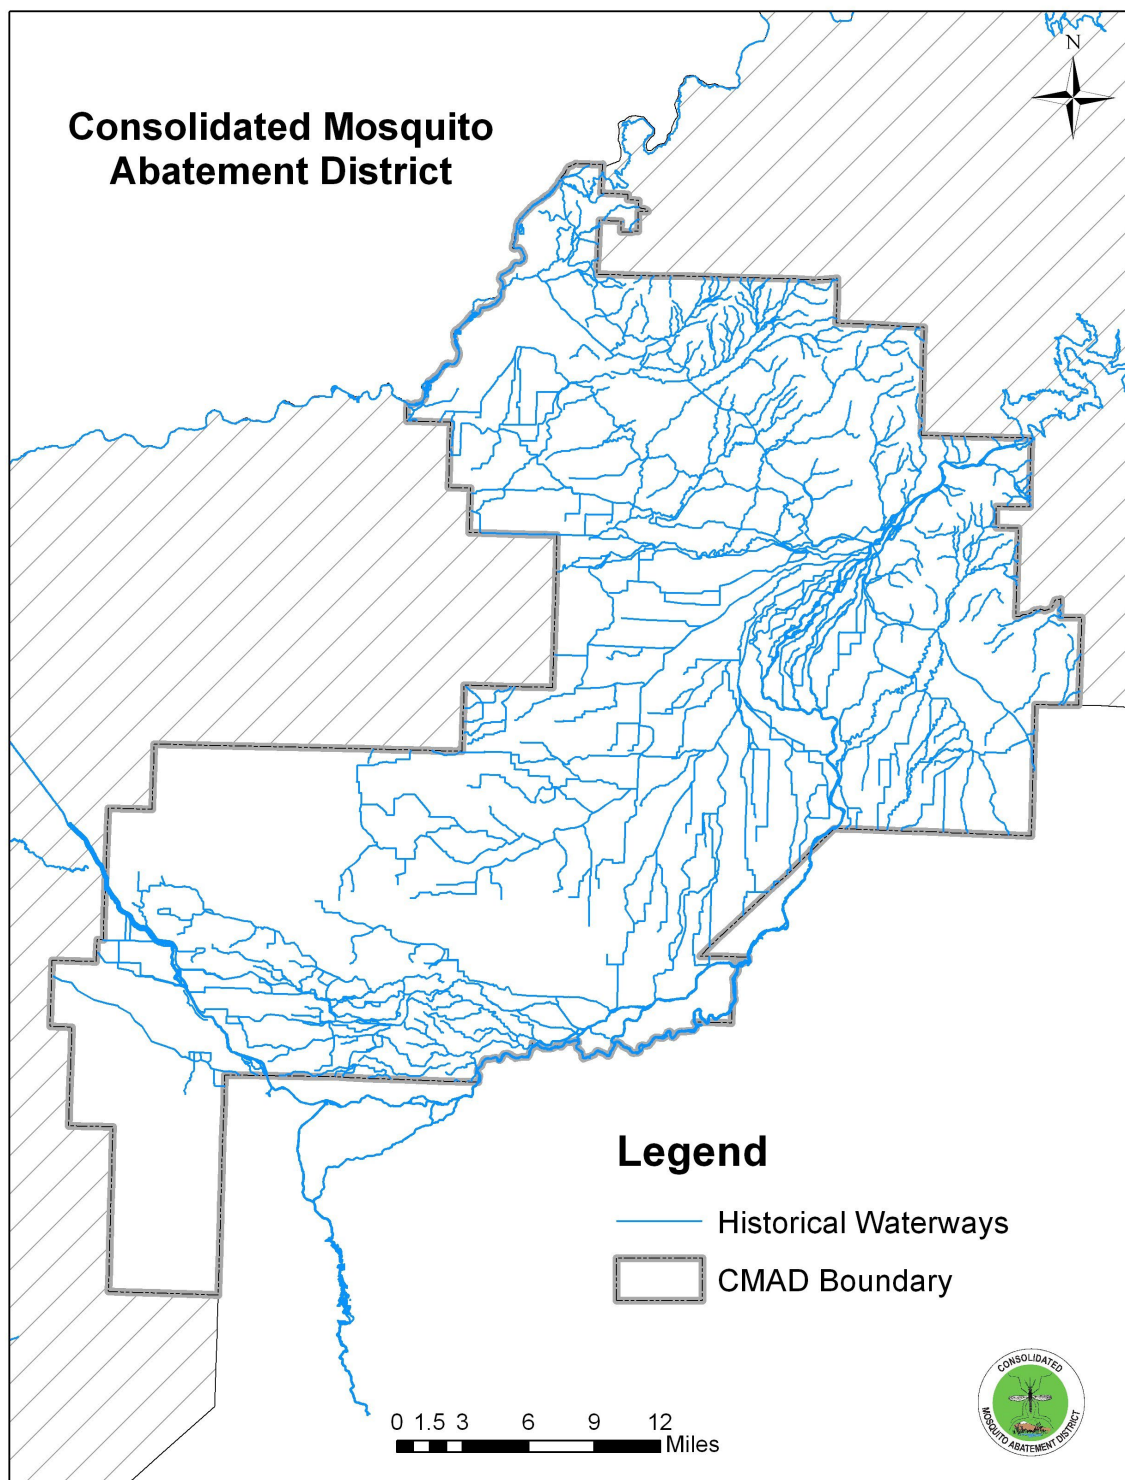 N
Consolidated Mosquito
Abatement District
Legend
Historical Waterways
CMAD Boundary
0 1.5 3 6 9 12
Miles
CONSOLIDATED
MOSQUITO ABATEMENT DISTRICT